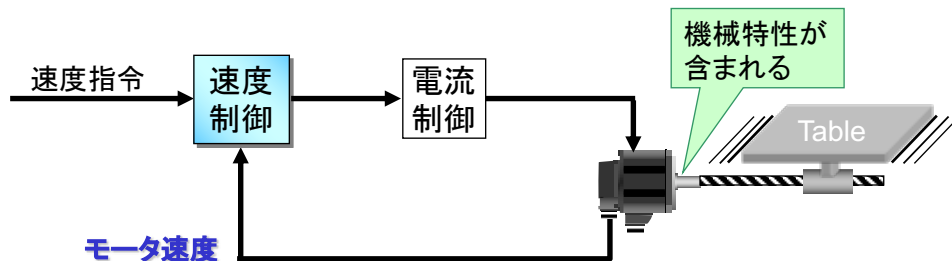 速度指令
速度
制御
電流
制御
機械特性が
含まれる
Table
モータ速度